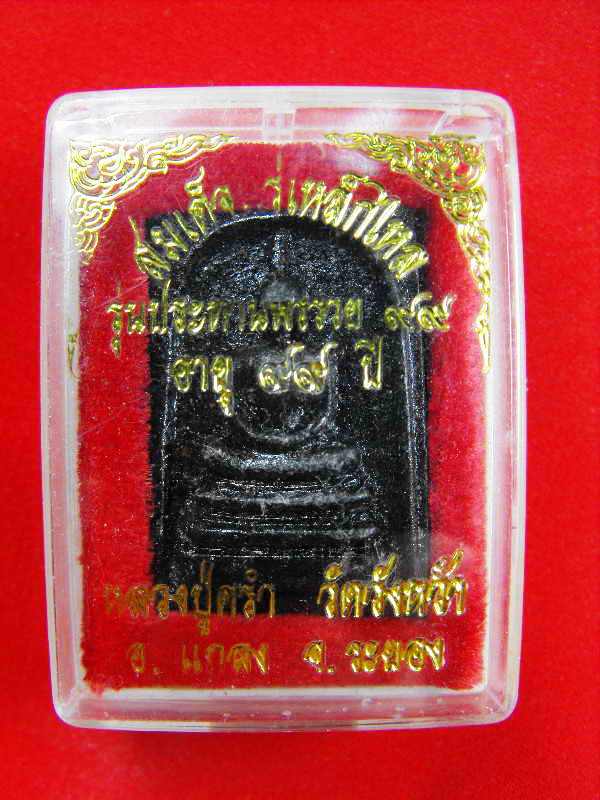 สมเด็จ แร่เหล็กไหล
รุ่นประทานพรรวย ๙๙
อายุ ๙๙ ปี
หลวงปู่คร่ำ วัดวังหว้า
อ. แกลง จ. ระยอง